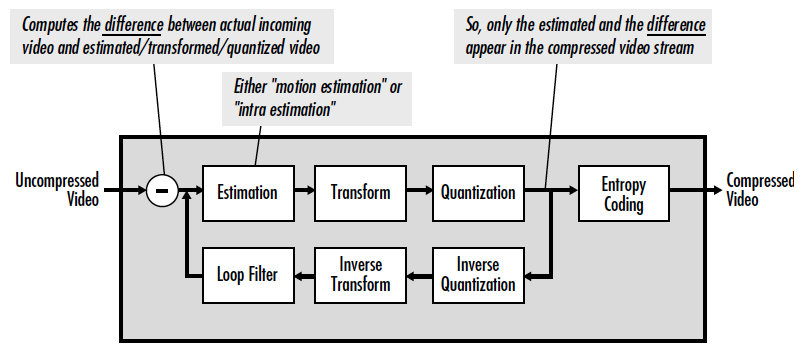 Computes the difference between actual incoming
video and estimated/transformed/quantized video
So, only the estimated and the difference
appear in the compressed video stream
Either "motion estimation" or
"intra estimation"
Uncompressed
Video
-
Estimation
Transform
Quantization
Entropy
Coding
Compressed
Video
Loop Filter
Inverse
Transform
Inverse
Quantization